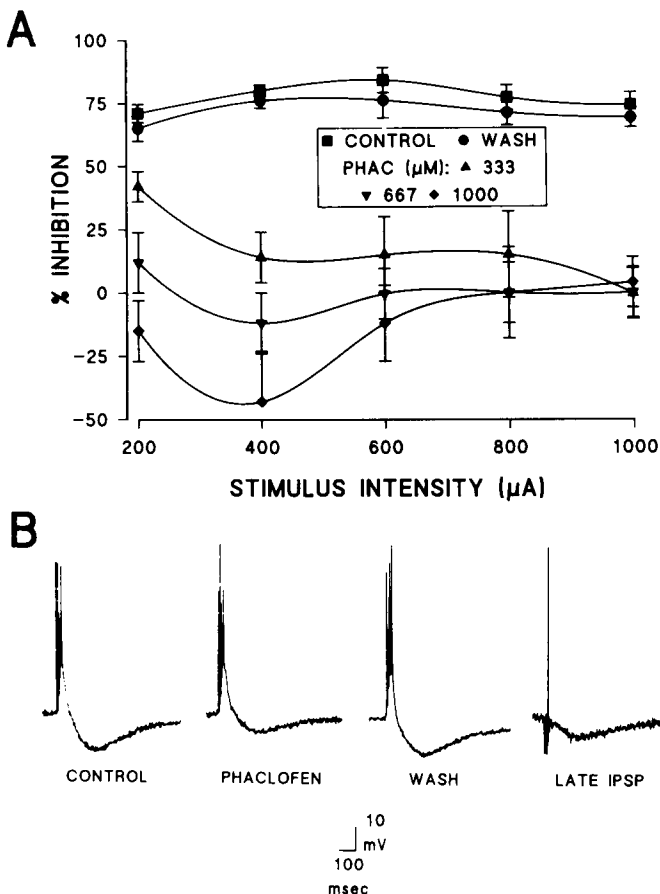 A
100
75
50
25
0
-25
-50
% INHIBITION
■ CONTROL ● WASH
PHAC (µM): ▲ 333
▼ 667 ◆ 1000
200 400 600 800 1000
STIMULUS INTENSITY (µA)
B
CONTROL PHACLOFEN WASH LATE IPSP
10
mV
100
msec